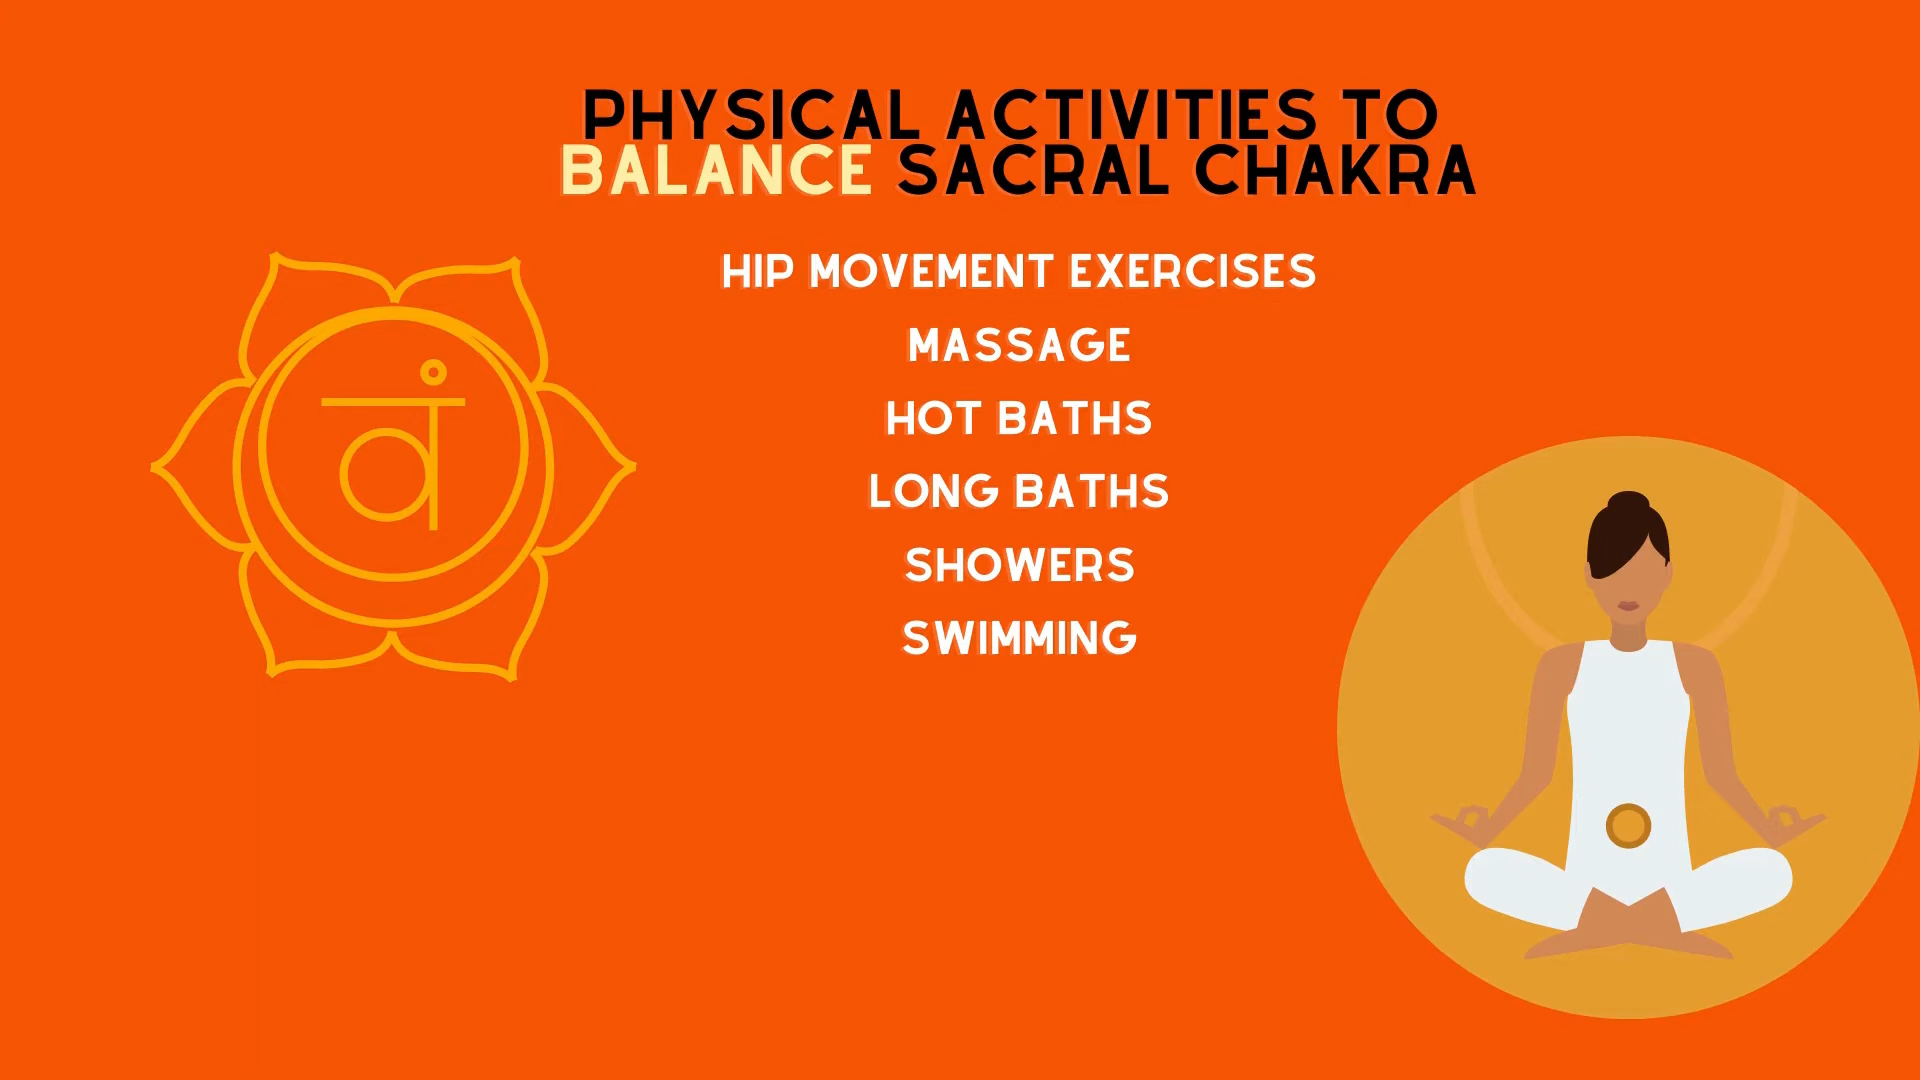 PHYSICAL ACTIVITIES TO
BALANCE SACRAL CHAKRA
HIP MOVEMENT EXERCISES
MASSAGE
HOT BATHS
LONG BATHS
SHOWERS
SWIMMING
वं